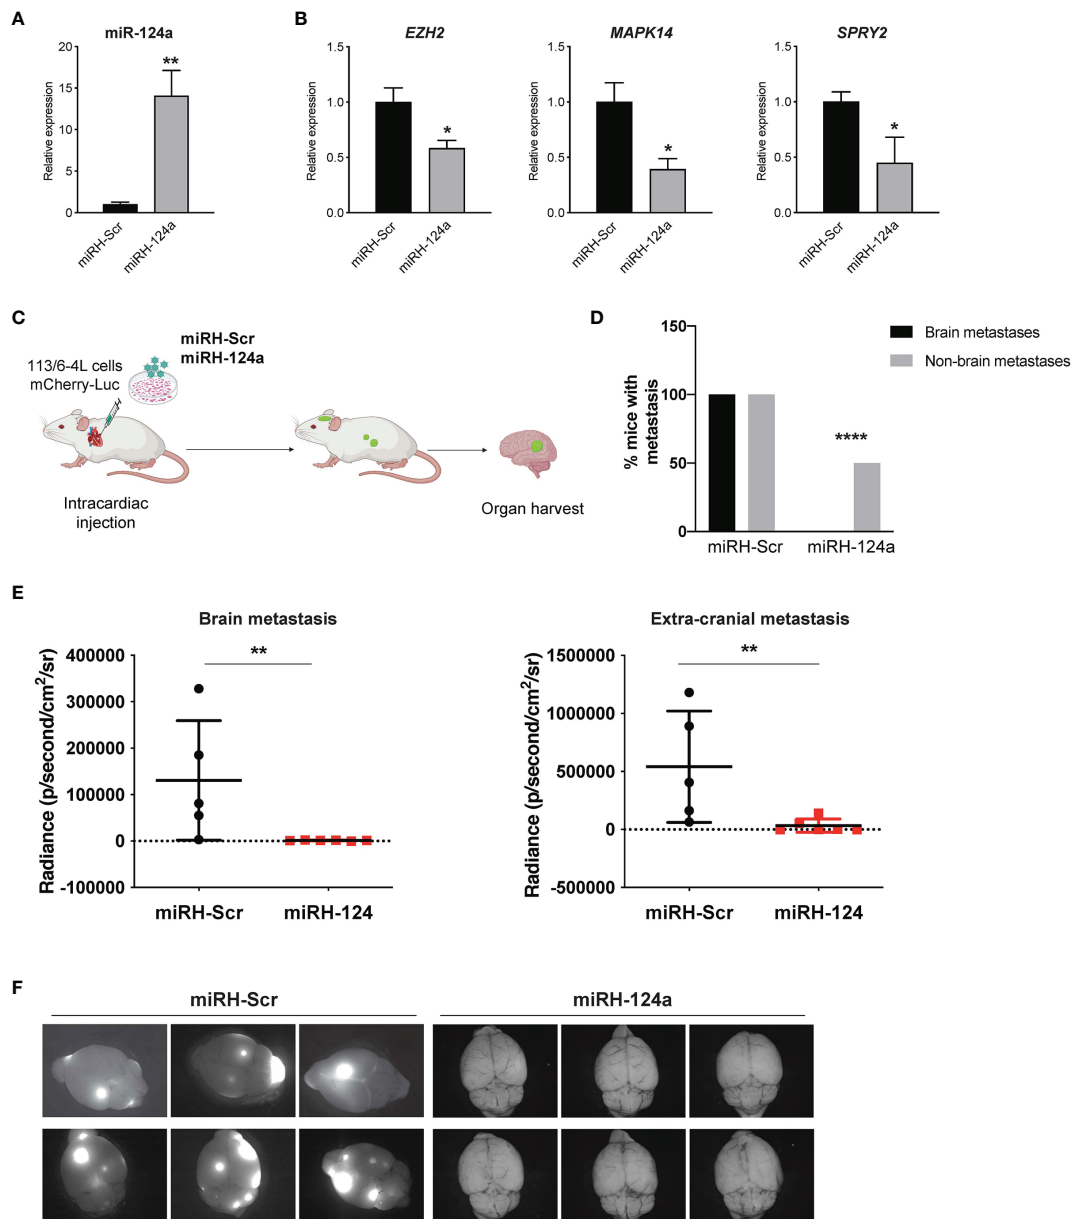 A
miR-124a
Relative expression
20
15
10
5
0
**
miRH-Scr
miRH-124a
B
EZH2
Relative expression
1.5
1.0
0.5
0.0
*
miRH-Scr
miRH-124a
MAPK14
Relative expression
1.5
1.0
0.5
0.0
*
miRH-Scr
miRH-124a
SPRY2
Relative expression
1.5
1.0
0.5
0.0
*
miRH-Scr
miRH-124a
C
miRH-Scr
miRH-124a
113/6-4L cells
mCherry-Luc
Intracardiac
injection
Organ harvest
D
% mice with
metastasis
150
100
50
0
****
miRH-Scr
miRH-124a
Brain metastases
Non-brain metastases
E
Brain metastasis
Radiance (p/second/cm²/sr)
400000
300000
200000
100000
0
-100000
**
miRH-Scr
miRH-124
Extra-cranial metastasis
Radiance (p/second/cm²/sr)
1500000
1000000
500000
0
-500000
**
miRH-Scr
miRH-124
F
miRH-Scr
miRH-124a